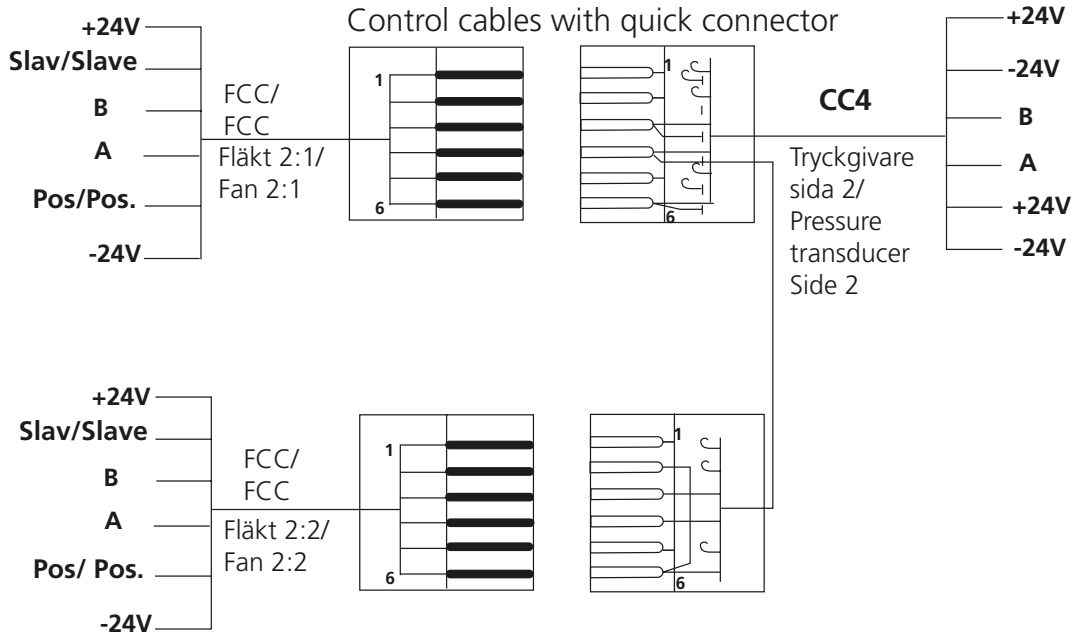 Control cables with quick connector
+24V
Slav/Slave
B
A
Pos/Pos.
-24V
FCC/
FCC
Fläkt 2:1/
Fan 2:1
1
6
1
6
CC4
Tryckgivare
sida 2/
Pressure
transducer
Side 2
+24V
-24V
B
A
+24V
-24V
+24V
Slav/Slave
B
A
Pos/ Pos.
-24V
FCC/
FCC
Fläkt 2:2/
Fan 2:2
1
6
1
6